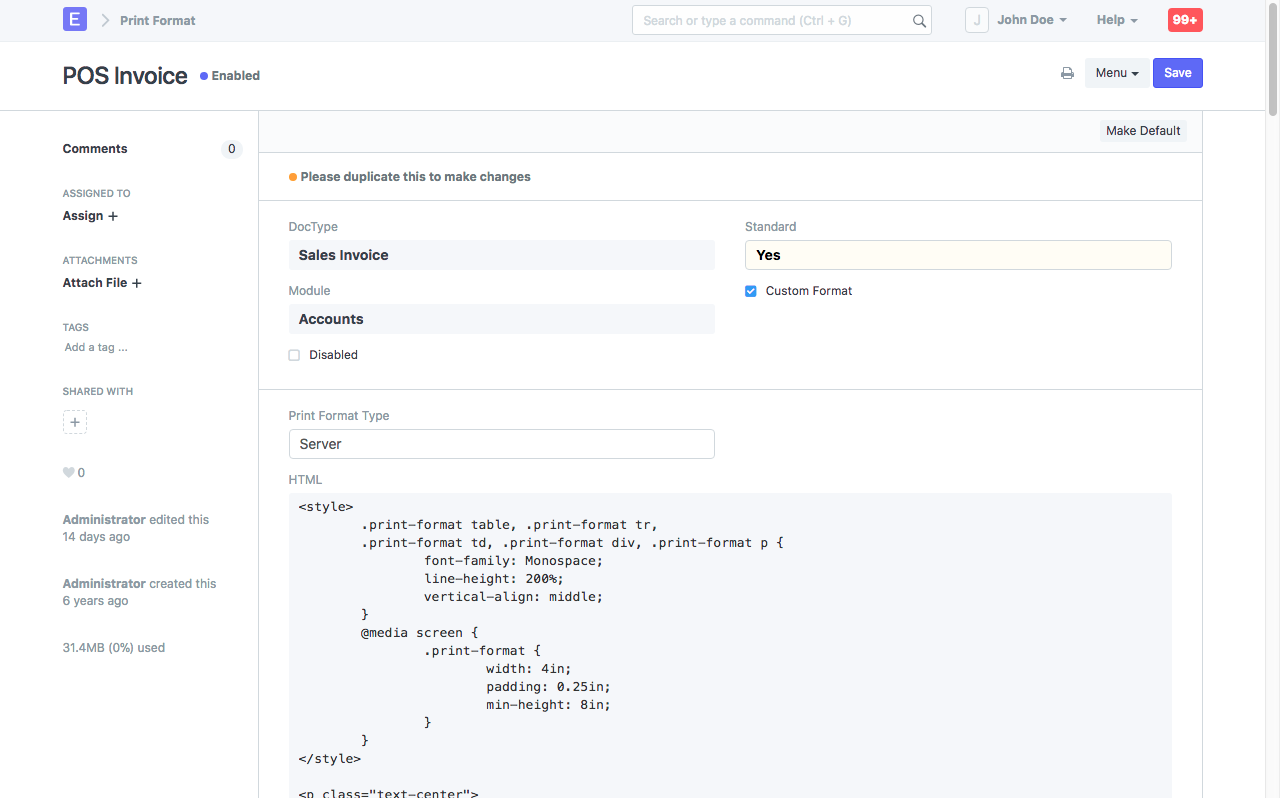 E Print Format Search or type a command (Ctrl + G) J John Doe Help 99+
POS Invoice Enabled Menu Save
Make Default
Comments 0
ASSIGNED TO
Assign +
ATTACHMENTS
Attach File +
TAGS
Add a tag ...
SHARED WITH
+
0
Administrator edited this
14 days ago
Administrator created this
6 years ago
31.4MB (0%) used
Please duplicate this to make changes
DocType
Sales Invoice
Module
Accounts
Disabled
Standard
Yes
Custom Format
Print Format Type
Server
HTML
<style>
.print-format table, .print-format tr,
.print-format td, .print-format div, .print-format p {
font-family: Monospace;
line-height: 200%;
vertical-align: middle;
}
@media screen {
.print-format {
width: 4in;
padding: 0.25in;
min-height: 8in;
}
}
</style>
<p class="text-center">